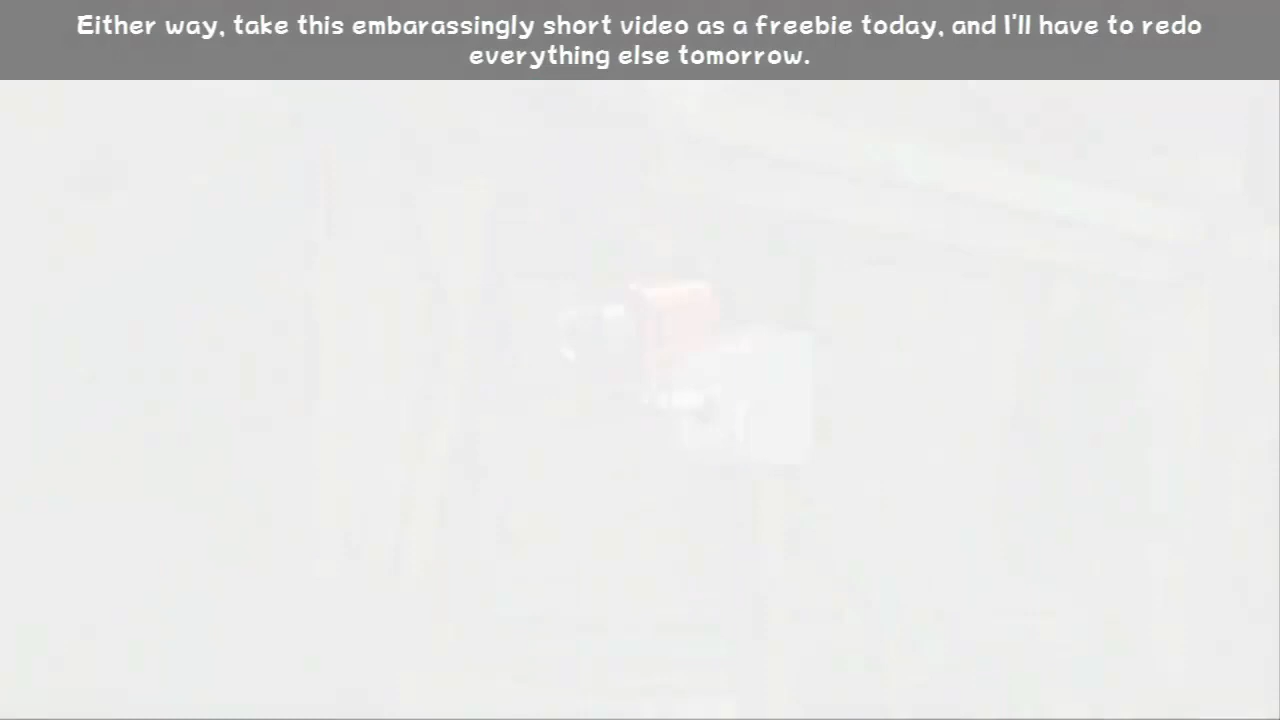 Either way, take this embarassingly short video as a freebie today, and I'll have to redo
everything else tomorrow.